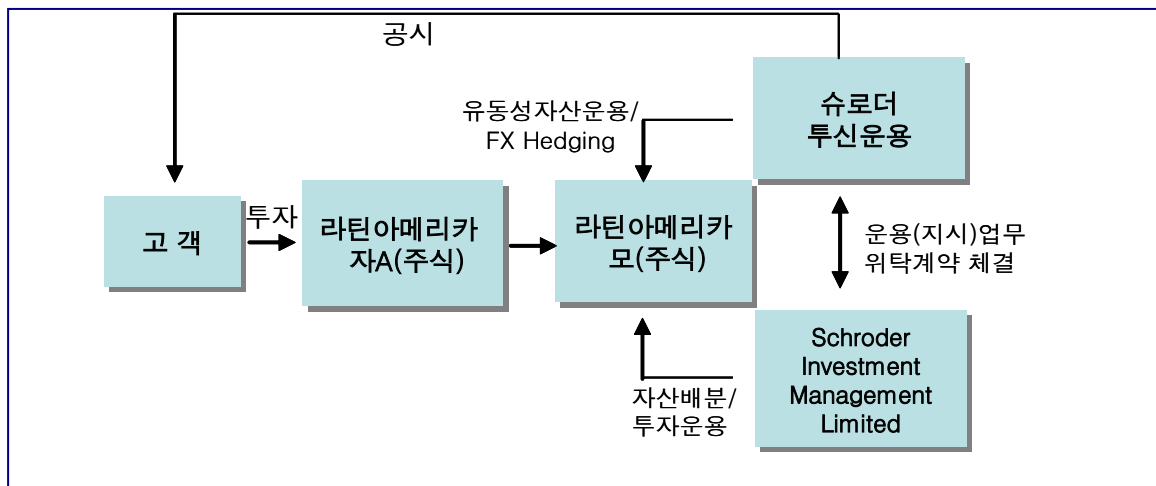 공시
슈로더
투신운용
유동성자산운용/
FX Hedging
고 객
투자
라틴아메리카
자A(주식)
라틴아메리카
모(주식)
운용(지시)업무
위탁계약 체결
Schroder
Investment
Management
Limited
자산배분/
투자운용